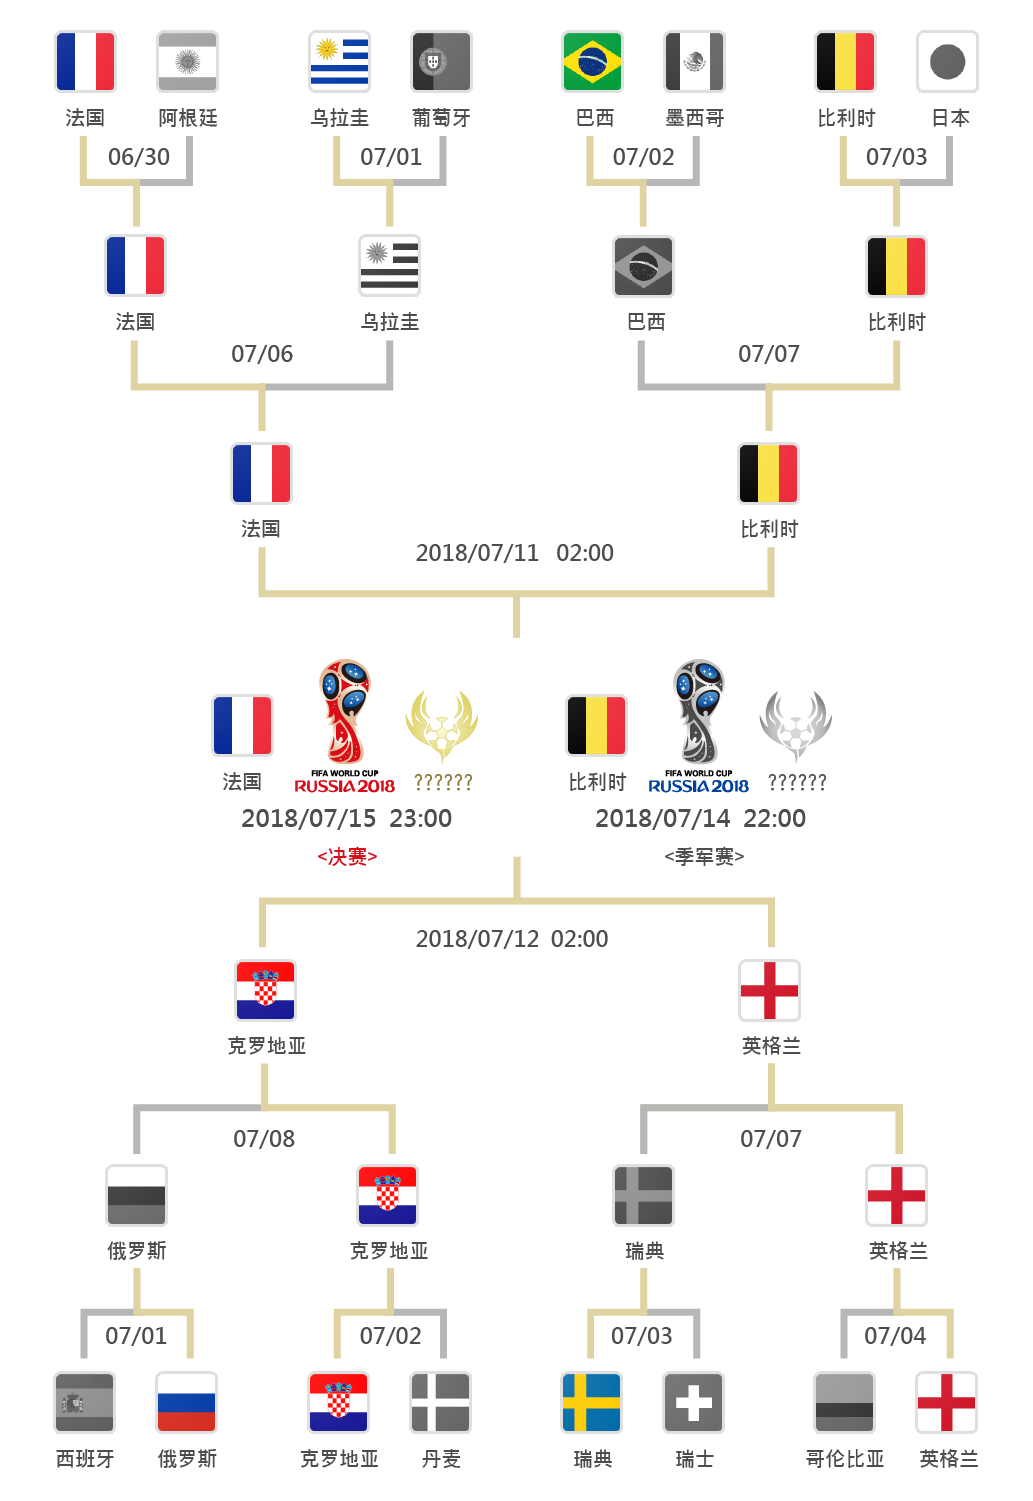 法国 阿根廷 乌拉圭 葡萄牙 巴西 墨西哥 比利时 日本
06/30 07/01 07/02 07/03
法国 乌拉圭 巴西 比利时
07/06 07/07
法国 比利时
2018/07/11 02:00
FIFA WORLD CUP FIFA WORLD CUP
法国 RUSSIA 2018 ?????? 比利时 RUSSIA 2018 ??????
2018/07/15 23:00 2018/07/14 22:00
<决赛> <季军赛>
2018/07/12 02:00
克罗地亚 英格兰
07/08 07/07
俄罗斯 克罗地亚 瑞典 英格兰
07/01 07/02 07/03 07/04
西班牙 俄罗斯 克罗地亚 丹麦 瑞典 瑞士 哥伦比亚 英格兰